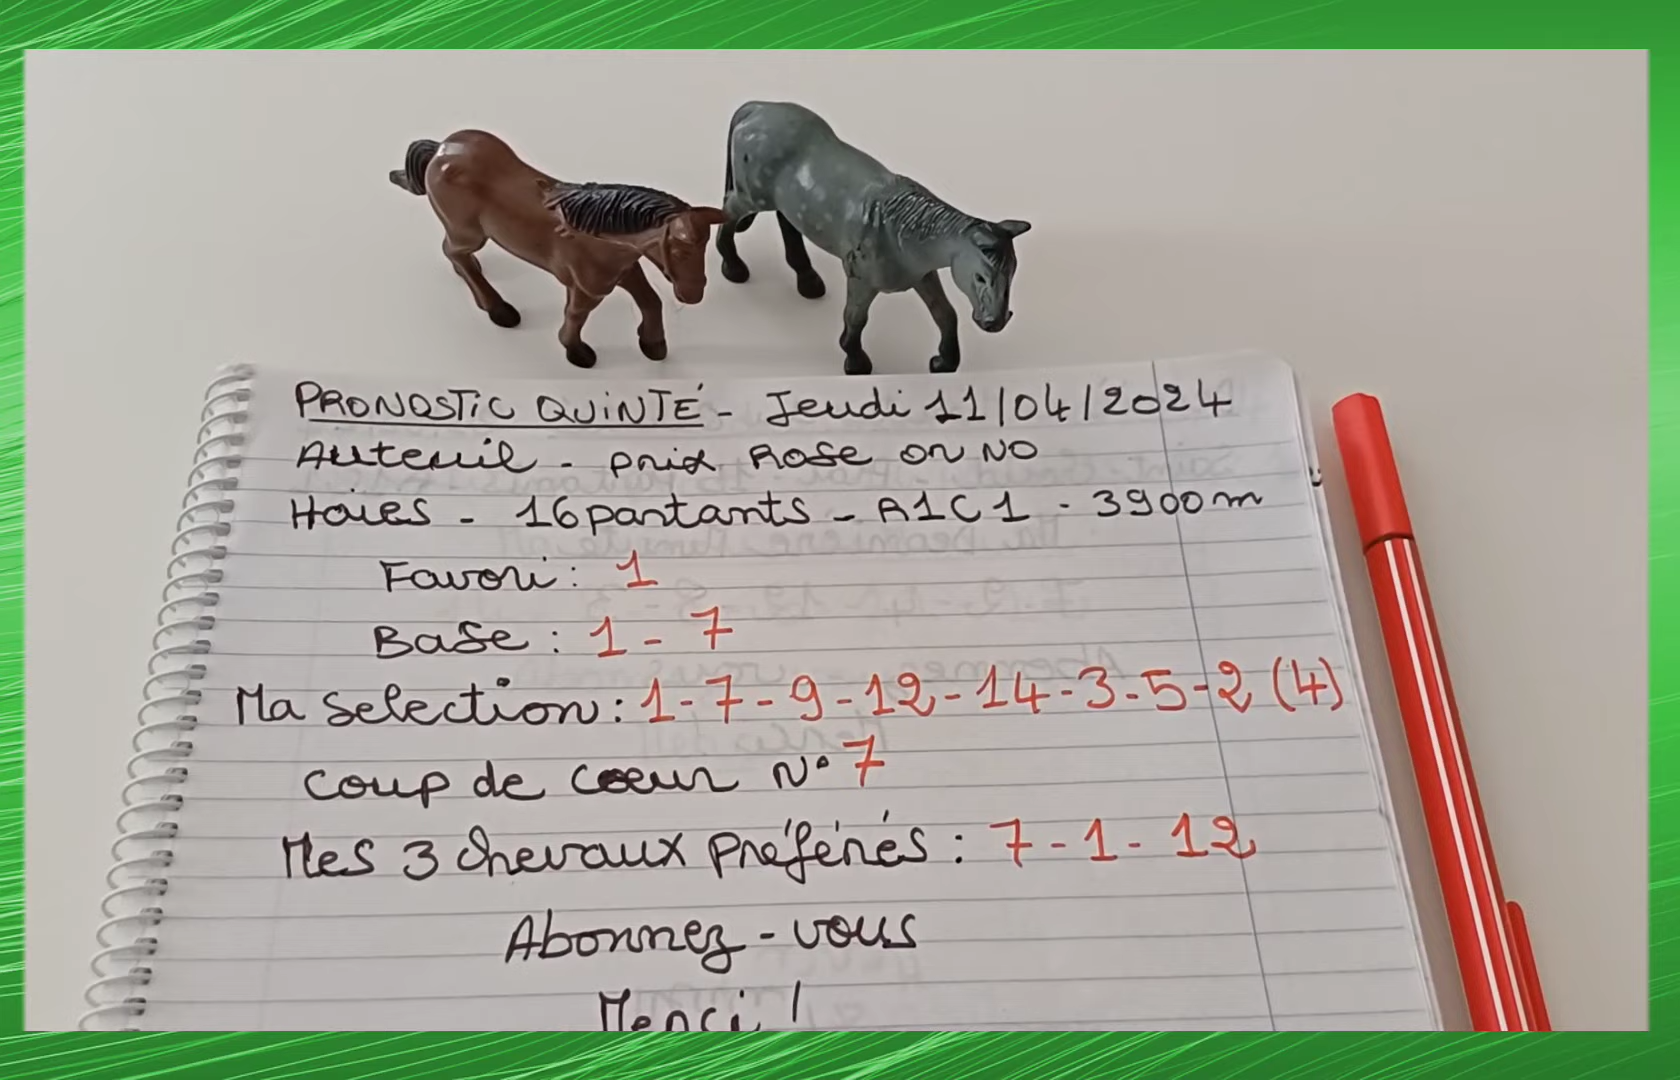 PRONOSTIC QUINTÉ - Jeudi 11/04/2024
Auteuil - prix Rose or NO
Haies - 16 partants - R1C1 - 3900m
Favori : 1
Base : 1 - 7
Ma selection : 1 - 7 - 9 - 12 - 14 - 3 - 5 - 2 (4)
coup de coeur N° 7
Mes 3 chevaux préférés : 7 - 1 - 12
Abonnez - vous
Merci !